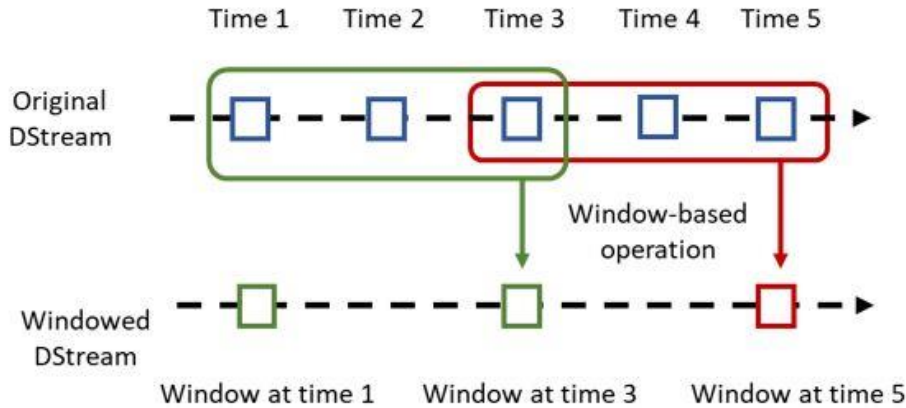 Time 1 Time 2 Time 3 Time 4 Time 5
Original
DStream
Window-based
operation
Windowed
DStream
Window at time 1 Window at time 3 Window at time 5